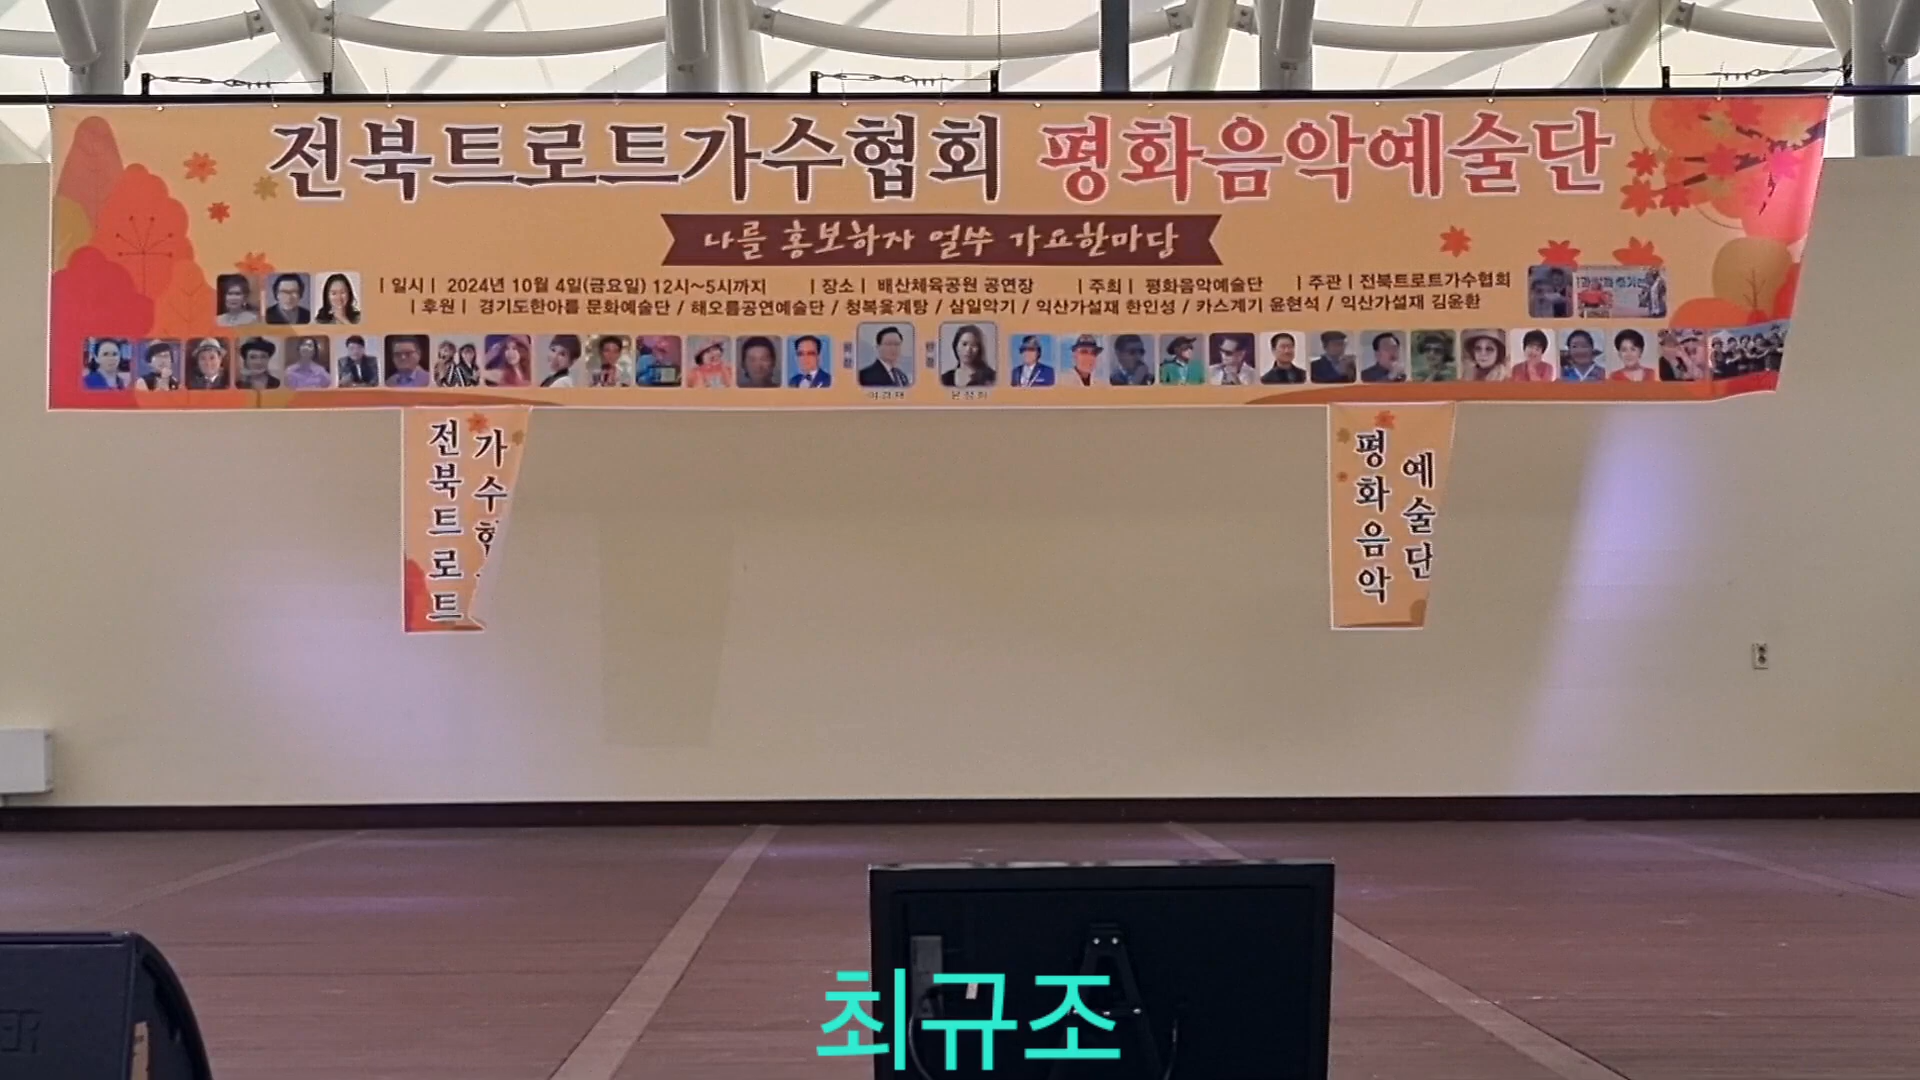 전북트로트가수협회 평화음악예술단
나를 홍보하자 얼쑤 가요한마당
|일시| 2024년 10월 4일(금요일) 12시~5시까지 |장소| 배산체육공원 공연장 |주최| 평화음악예술단 |주관| 전북트로트가수협회
|후원| 경기도한아름 문화예술단 / 해오름공연예술단 / 청복옻계탕 / 삼일악기 / 익산가설재 한인성 / 카스계기 윤현석 / 익산가설재 김윤환
전북트로트
가수협
평화음악
예술단
최규조